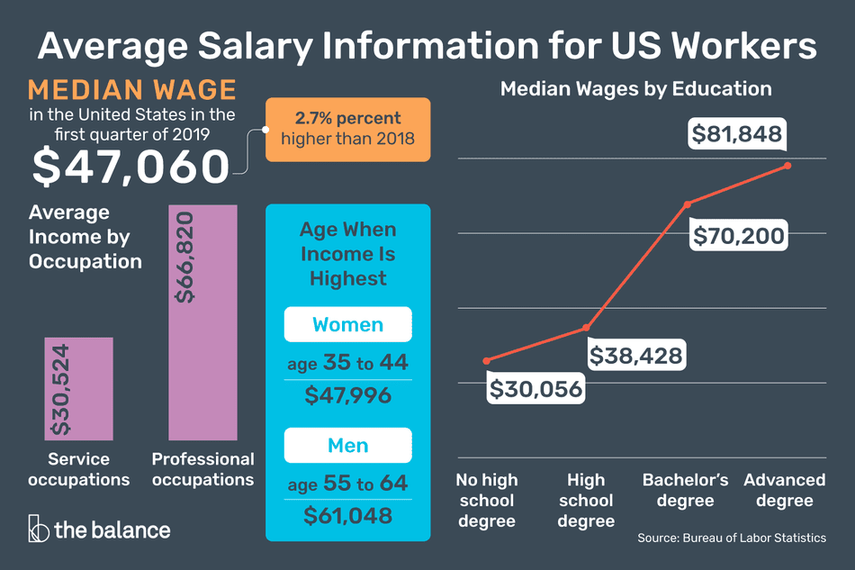 Average Salary Information for US Workers
MEDIAN WAGE
in the United States in the
first quarter of 2019
$47,060
2.7% percent
higher than 2018
Average
Income by
Occupation
$30,524
$66,820
Service
occupations
Professional
occupations
Age When
Income Is
Highest
Women
age 35 to 44
$47,996
Men
age 55 to 64
$61,048
Median Wages by Education
$81,848
$70,200
$38,428
$30,056
No high
school
degree
High
school
degree
Bachelor's
degree
Advanced
degree
the balance
Source: Bureau of Labor Statistics